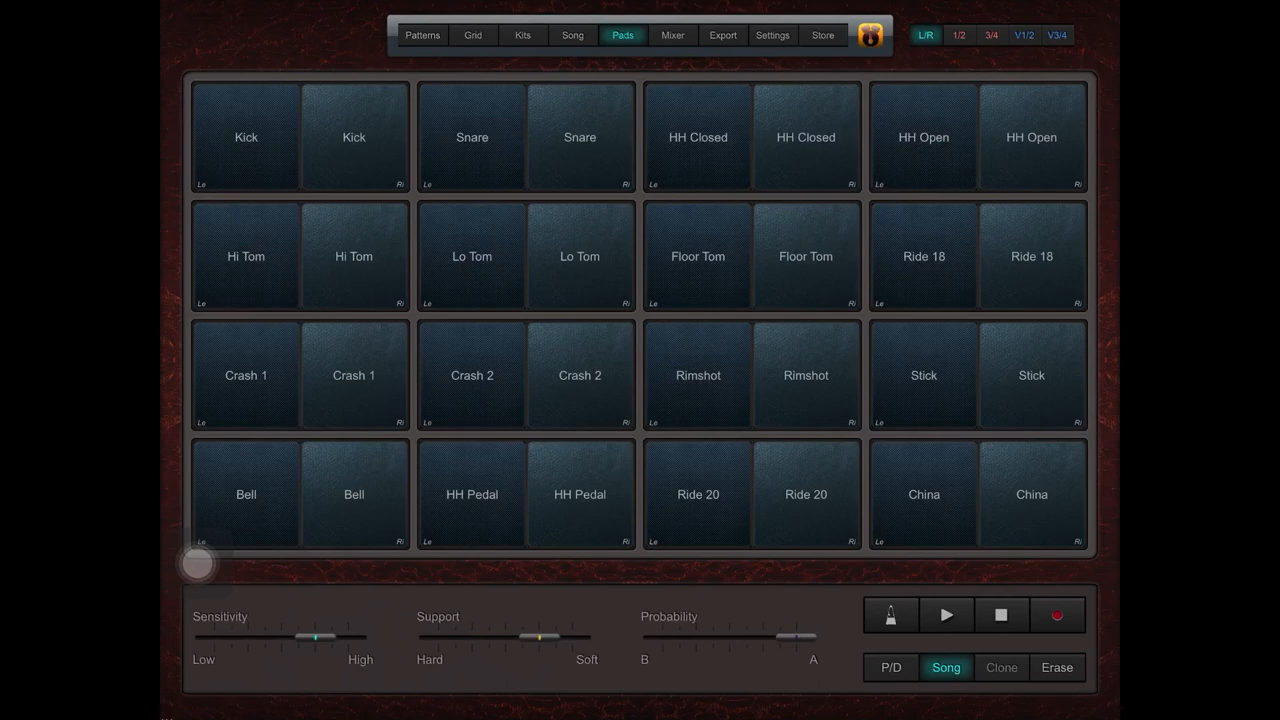 Patterns Grid Kits Song Pads Mixer Export Settings Store L/R 1/2 3/4 V1/2 V3/4
Kick Kick Snare Snare HH Closed HH Closed HH Open HH Open
Le Ri Le Ri Le Ri Le Ri
Hi Tom Hi Tom Lo Tom Lo Tom Floor Tom Floor Tom Ride 18 Ride 18
Le Ri Le Ri Le Ri Le Ri
Crash 1 Crash 1 Crash 2 Crash 2 Rimshot Rimshot Stick Stick
Le Ri Le Ri Le Ri Le Ri
Bell Bell HH Pedal HH Pedal Ride 20 Ride 20 China China
Le Ri Le Ri Le Ri Le Ri
Sensitivity Support Probability
Low High Hard Soft B A
P/D Song Clone Erase